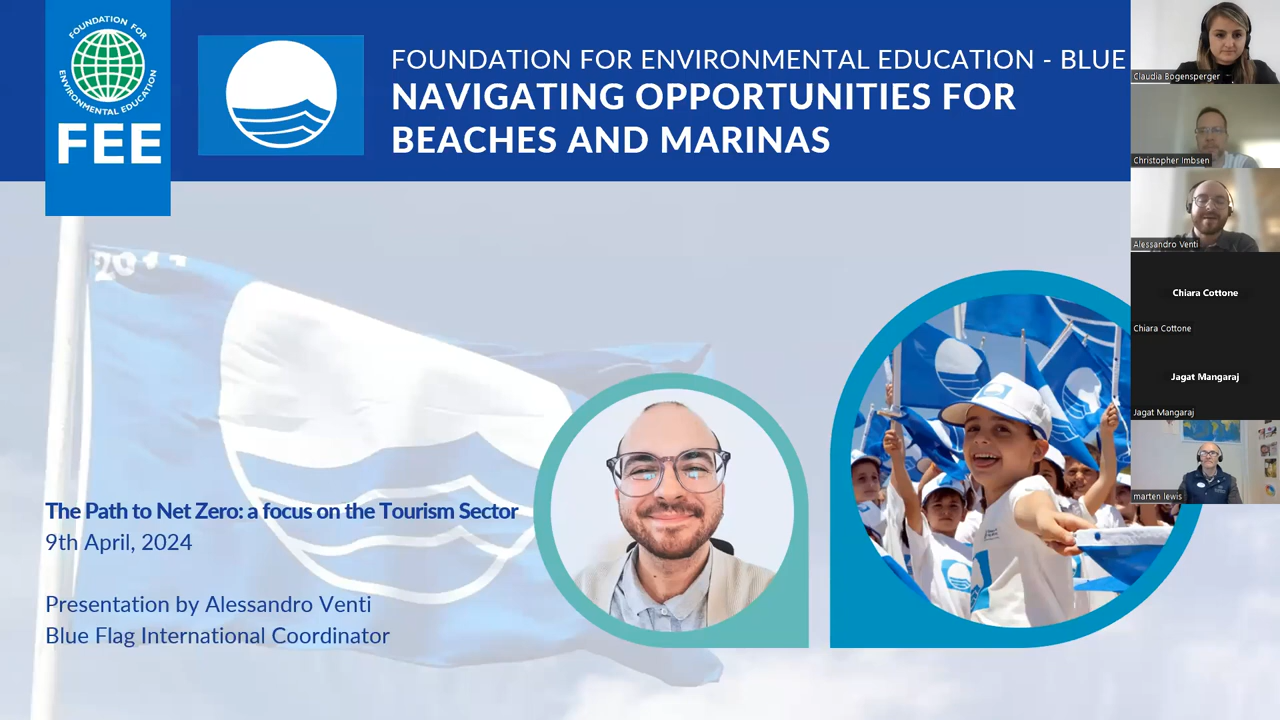 FOUNDATION FOR
ENVIRONMENTAL EDUCATION
FEE
FOUNDATION FOR ENVIRONMENTAL EDUCATION - BLUE
NAVIGATING OPPORTUNITIES FOR
BEACHES AND MARINAS
The Path to Net Zero: a focus on the Tourism Sector
9th April, 2024
Presentation by Alessandro Venti
Blue Flag International Coordinator
Claudia Bogensperger
Christopher Imbsen
Alessandro Venti
Chiara Cottone
Chiara Cottone
Jagat Mangaraj
Jagat Mangaraj
marten lewis